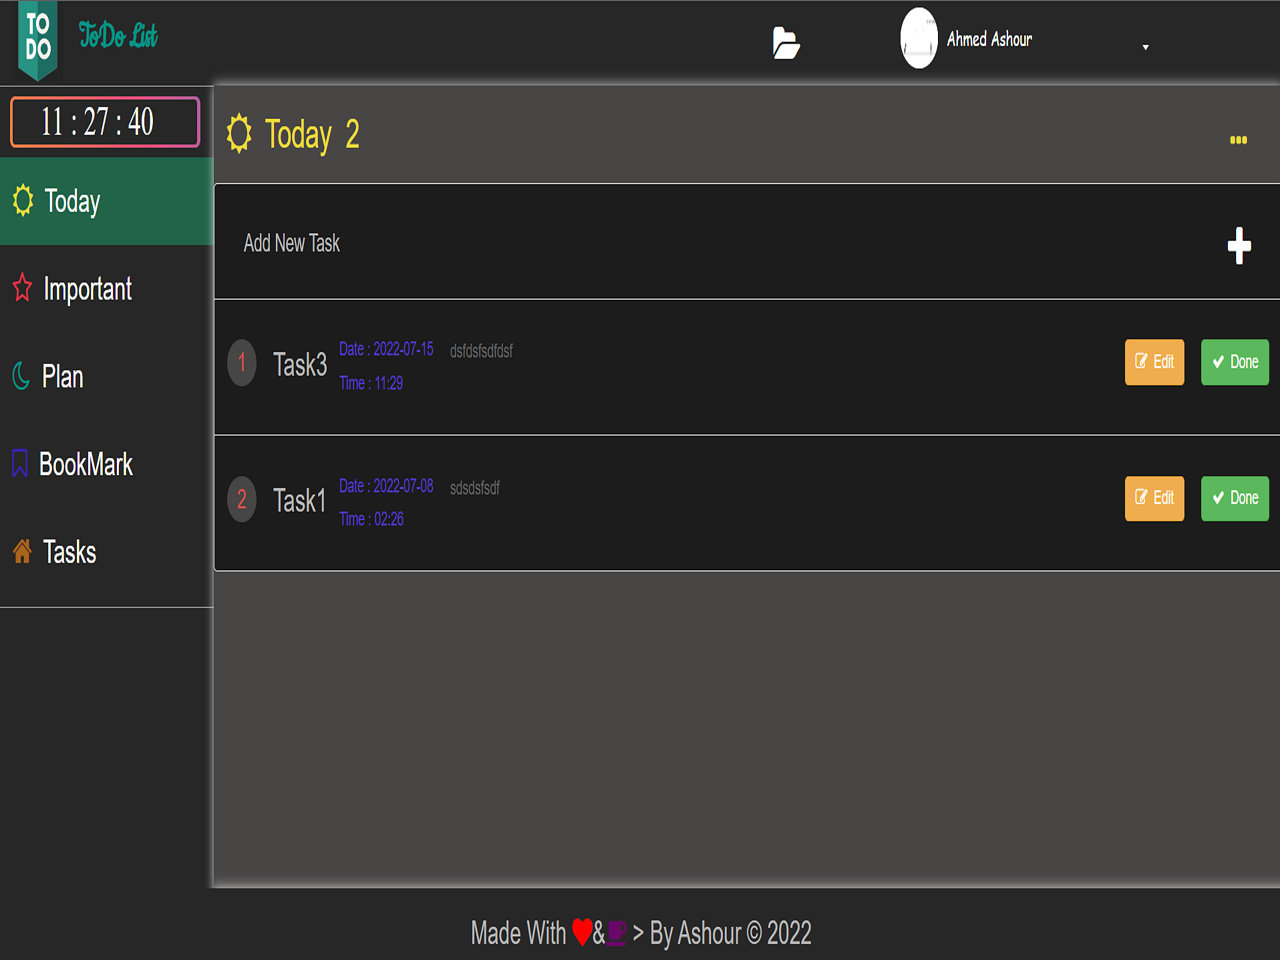 TO
DO
ToDo List
Ahmed Ashour
11 : 27 : 40
Today
Important
Plan
BookMark
Tasks
Today 2
Add New Task
1 Task3 Date : 2022-07-15 dsfdsfsdfdsf
Time : 11:29
Edit Done
2 Task1 Date : 2022-07-08 sdsdsfsdf
Time : 02:26
Edit Done
Made With ❤& > By Ashour © 2022